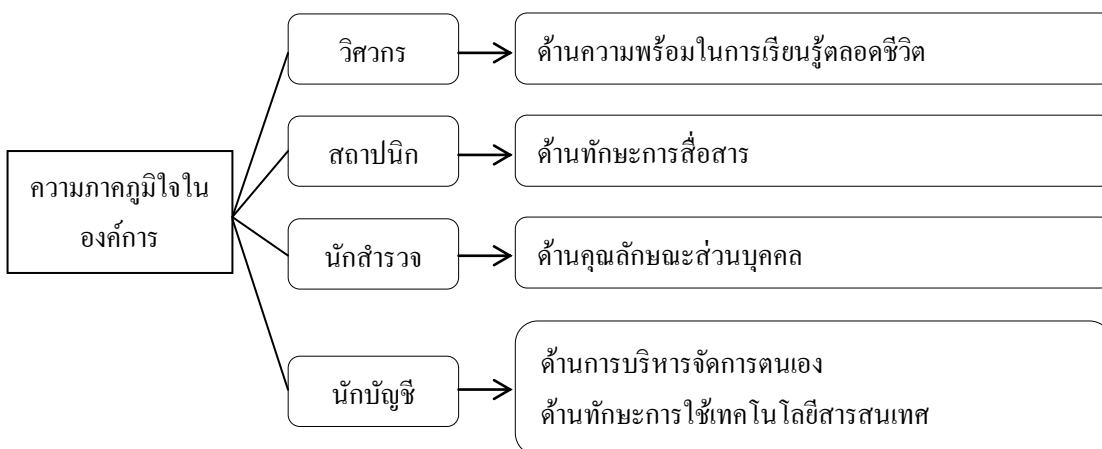 วิศวกร
ด้านความพร้อมในการเรียนรู้ตลอดชีวิต
สถาปนิก
ด้านทักษะการสื่อสาร
ความภาคภูมิใจใน
องค์การ
นักสำรวจ
ด้านคุณลักษณะส่วนบุคคล
นักบัญชี
ด้านการบริหารจัดการตนเอง
ด้านทักษะการใช้เทคโนโลยีสารสนเทศ